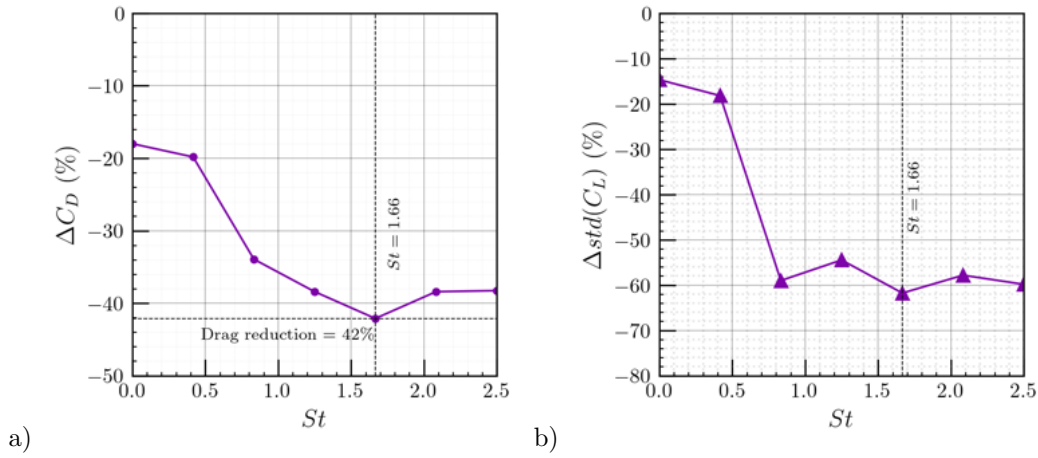 0
−10
−20
−30
−40
−50
ΔC_D (%)
St = 1.66
Drag reduction = 42%
0.0 0.5 1.0 1.5 2.0 2.5
St
a)
0
−10
−20
−30
−40
−50
−60
−70
−80
Δstd(C_L) (%)
St = 1.66
0.0 0.5 1.0 1.5 2.0 2.5
St
b)